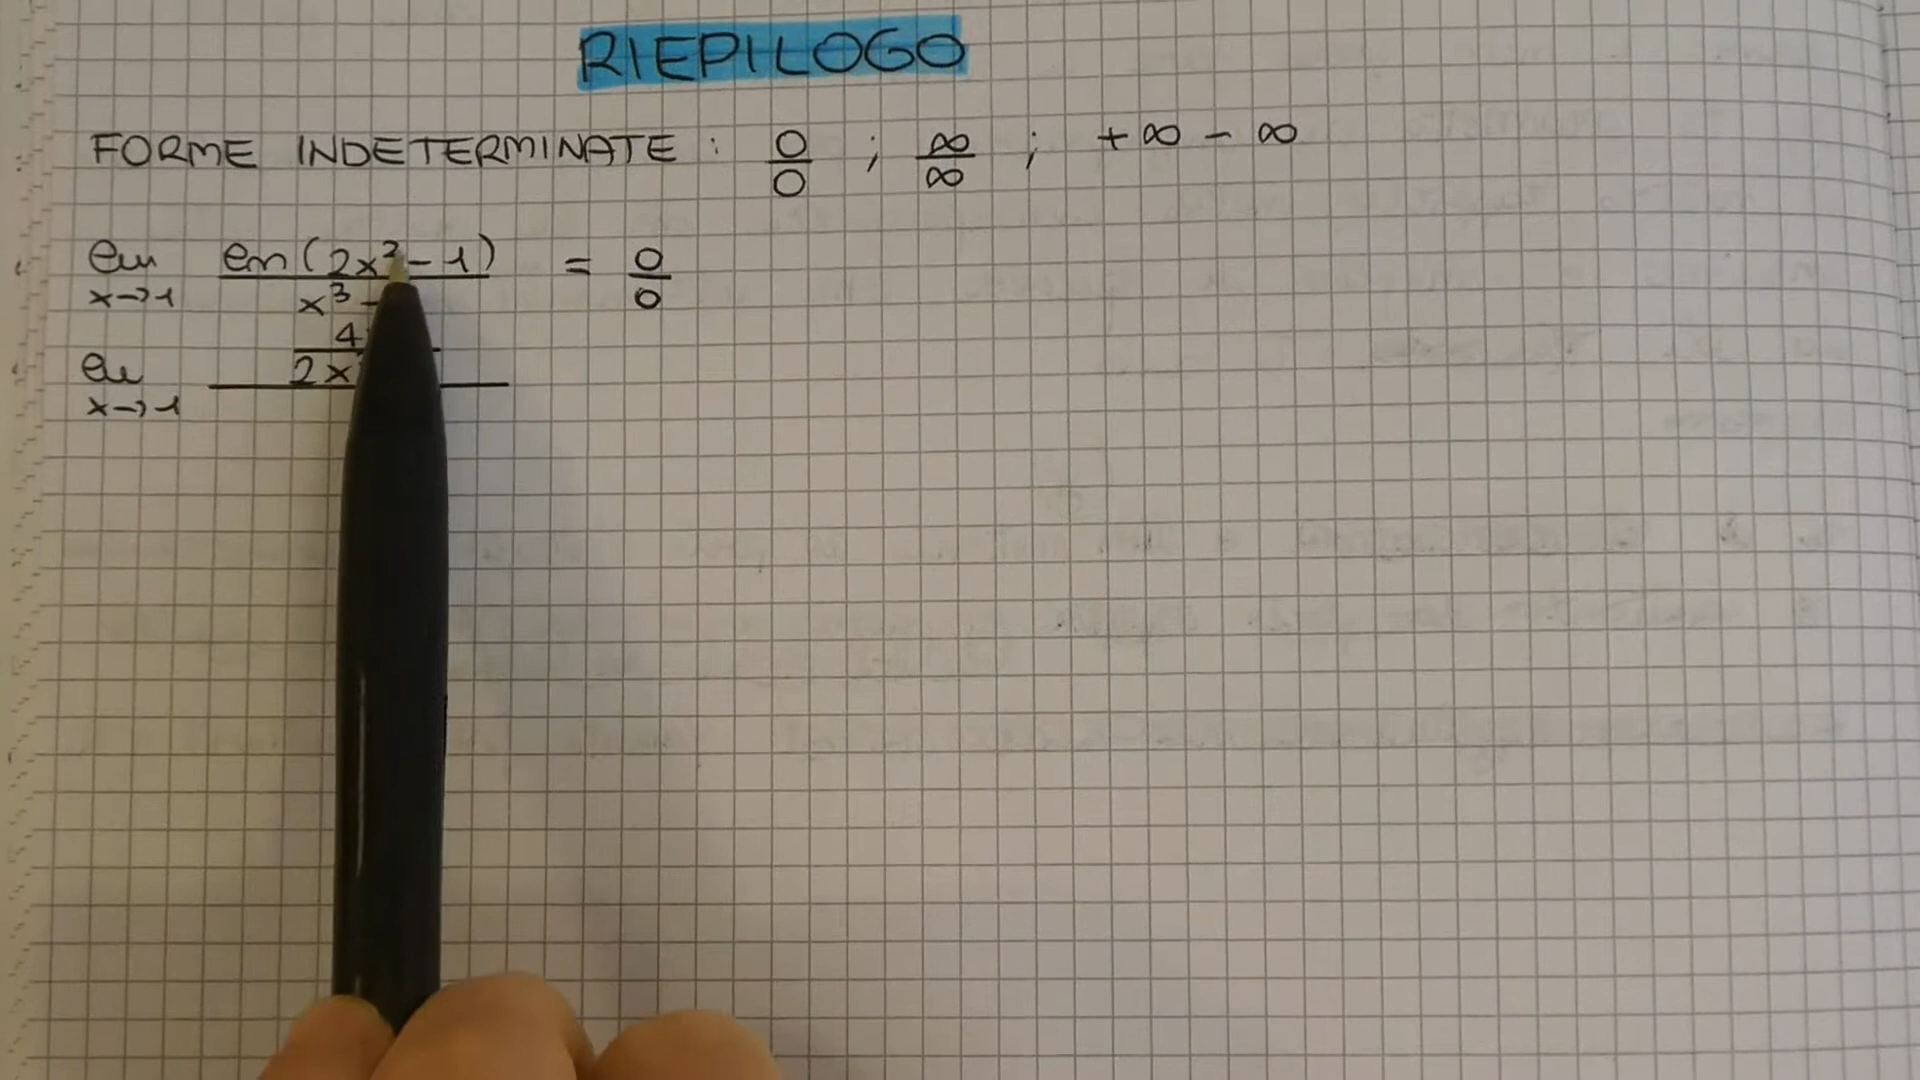 RIEPILOGO
FORME INDETERMINATE : 0/0 ; ∞/∞ ; +∞ - ∞
lim x→1 ln(2x²-1) / x³ - = 0/0
lim x→1 4 / 2x